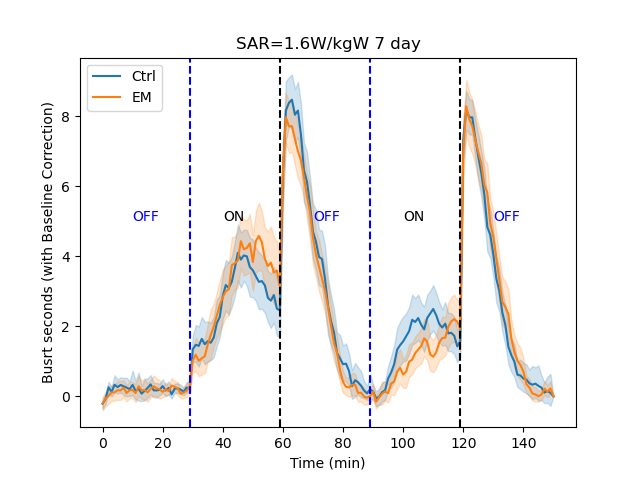 SAR=1.6W/kgW 7 day
Ctrl
EM
Busrt seconds (with Baseline Correction)
8
6
4
2
0
OFF
ON
OFF
ON
OFF
0
20
40
60
80
100
120
140
Time (min)